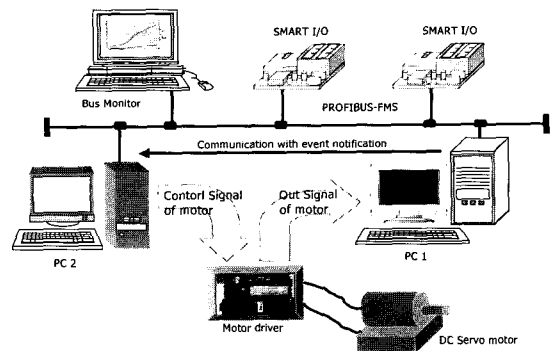 SMART I/O
SMART I/O
Bus Monitor
PROFIBUS-FMS
Communication with event notification
Contorl Signal
of motor
Out Signal
of motor
PC 2
PC 1
Motor driver
DC Servo motor